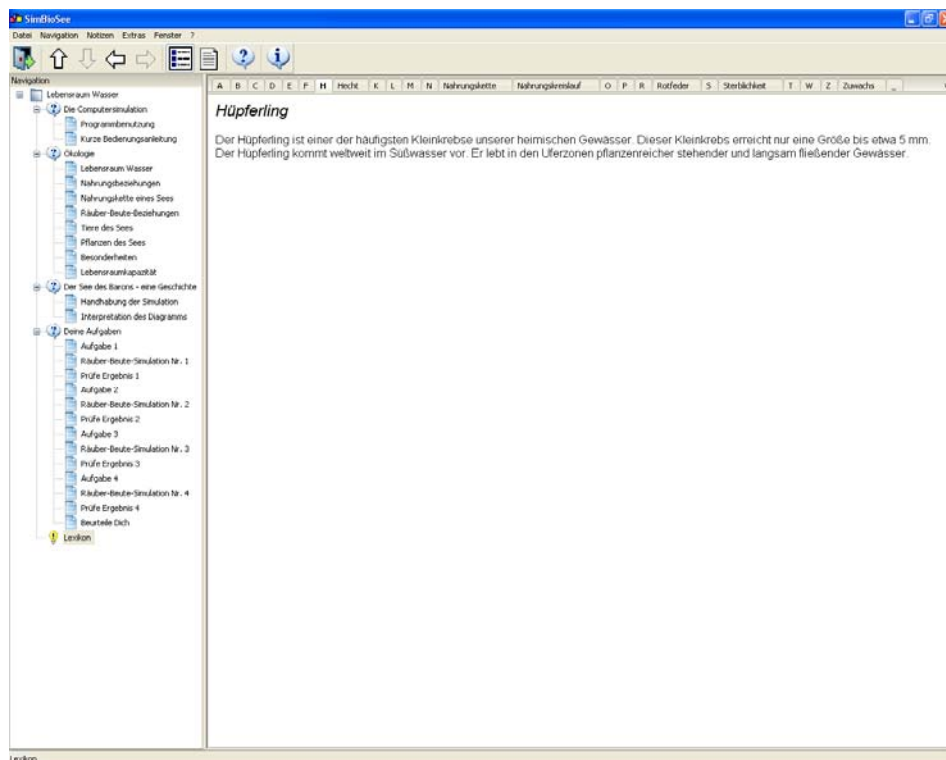 SimBioSee
Datei Navigation Notizen Extras Fenster ?
Navigation
Lebensraum Wasser
Die Computersimulation
Programmbenutzung
Kurze Bedienungsanleitung
Ökologie
Lebensraum Wasser
Nahrungsbeziehungen
Nahrungskette eines Sees
Räuber-Beute-Beziehungen
Tiere des Sees
Pflanzen des Sees
Besonderheiten
Lebensraumkapazität
Der See des Barons - eine Geschichte
Handhabung der Simulation
Interpretation des Diagramms
Deine Aufgaben
Aufgabe 1
Räuber-Beute-Simulation Nr. 1
Prüfe Ergebnis 1
Aufgabe 2
Räuber-Beute-Simulation Nr. 2
Prüfe Ergebnis 2
Aufgabe 3
Räuber-Beute-Simulation Nr. 3
Prüfe Ergebnis 3
Aufgabe 4
Räuber-Beute-Simulation Nr. 4
Prüfe Ergebnis 4
Beurteile Dich
Lexikon
A B C D E F H Hecht K L M N Nahrungskette Nahrungskreislauf O P R Rotfeder S Sterblichkeit T W Z Zuwachs _
Hüpferling
Der Hüpferling ist einer der häufigsten Kleinkrebse unserer heimischen Gewässer. Dieser Kleinkrebs erreicht nur eine Größe bis etwa 5 mm.
Der Hüpferling kommt weltweit im Süßwasser vor. Er lebt in den Uferzonen pflanzenreicher stehender und langsam fließender Gewässer.
Lexikon